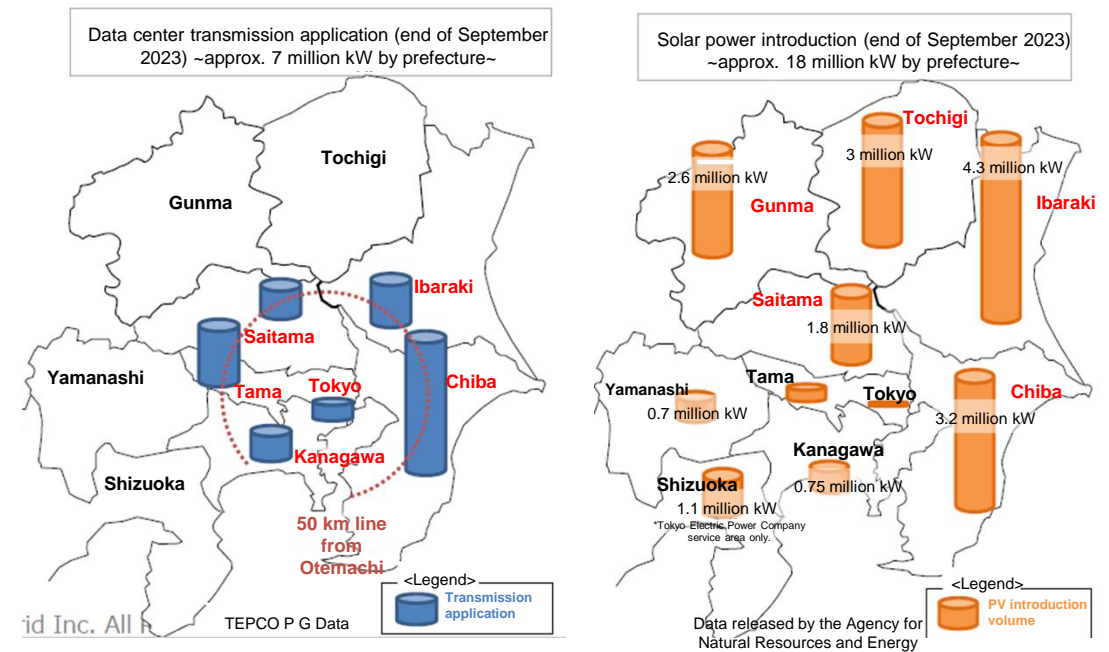 Data center transmission application (end of September
2023) ~approx. 7 million kW by prefecture~
Tochigi
Gunma
Ibaraki
Saitama
Yamanashi
Tama
Tokyo
Chiba
Kanagawa
Shizuoka
50 km line
from
Otemachi
<Legend>
Transmission
application
rid Inc. All
TEPCO P G Data
Solar power introduction (end of September 2023)
~approx. 18 million kW by prefecture~
Tochigi
3 million kW
4.3 million kW
2.6 million kW
Gunma
Ibaraki
Saitama
1.8 million kW
Tama
Yamanashi
Tokyo
Chiba
0.7 million kW
3.2 million kW
Kanagawa
Shizuoka
0.75 million kW
1.1 million kW
*Tokyo Electric Power Company
service area only.
<Legend>
PV introduction
volume
Data released by the Agency for
Natural Resources and Energy